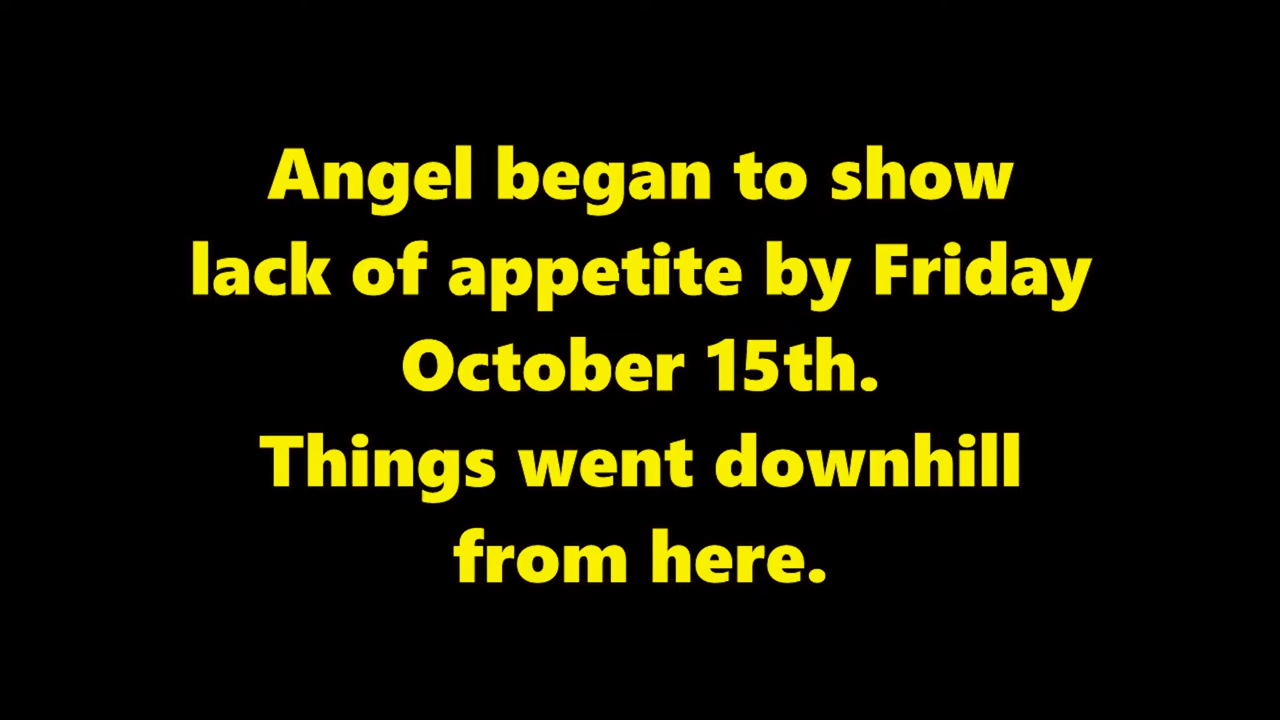 Angel began to show
lack of appetite by Friday
October 15th.
Things went downhill
from here.